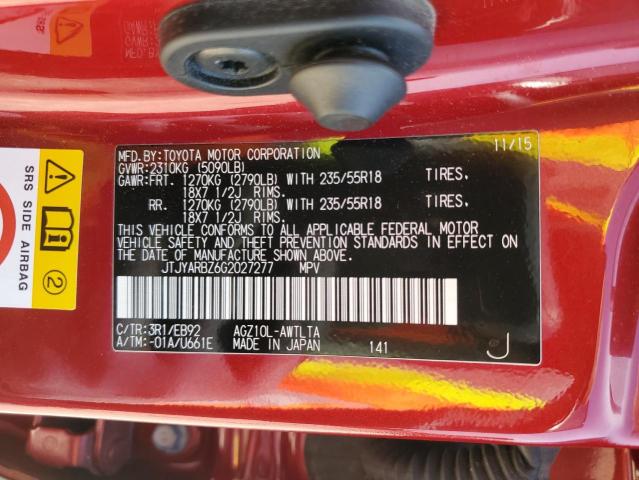 MFD.BY:TOYOTA MOTOR CORPORATION 11/15
GVWR:2310KG (5090LB)
GAWR:FRT. 1270KG (2790LB) WITH 235/55R18 TIRES.
18X7 1/2J RIMS.
RR. 1270KG (2790LB) WITH 235/55R18 TIRES.
18X7 1/2J RIMS.
THIS VEHICLE CONFORMS TO ALL APPLICABLE FEDERAL MOTOR
VEHICLE SAFETY AND THEFT PREVENTION STANDARDS IN EFFECT ON
THE DATE OF MANUFACTURE SHOWN ABOVE.
JTJYARBZ6G2027277 MPV
C/TR:3R1/EB92 AGZ10L-AWTLTA
A/TM:-01A/U661E MADE IN JAPAN 141 J
SRS SIDE AIRBAG
2